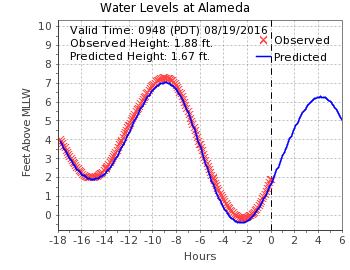 Water Levels at Alameda
Valid Time: 0948 (PDT) 08/19/2016
Observed Height: 1.88 ft.
Predicted Height: 1.67 ft.
Observed
Predicted
Feet Above MLLW
10
9
8
7
6
5
4
3
2
1
0
-18 -16 -14 -12 -10 -8 -6 -4 -2 0 2 4 6
Hours